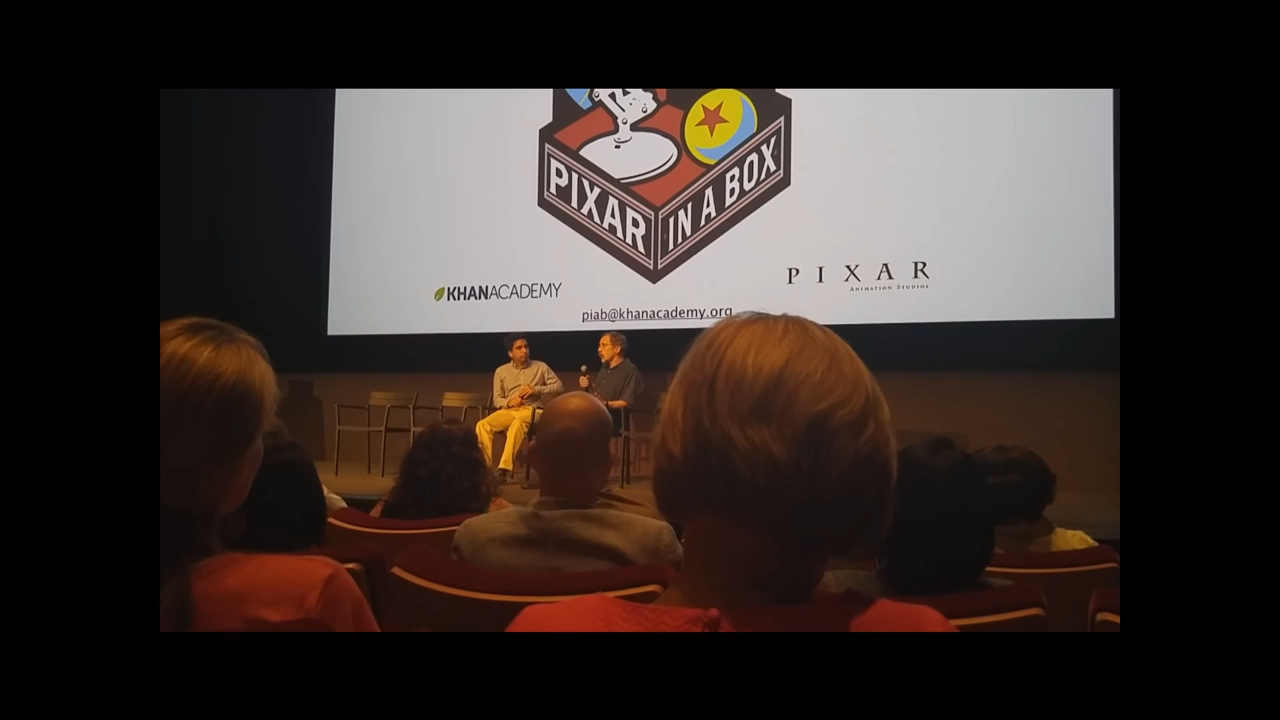 PIXAR
IN A BOX
PIXAR
ANIMATION STUDIOS
KHANACADEMY
piab@khanacademy.org